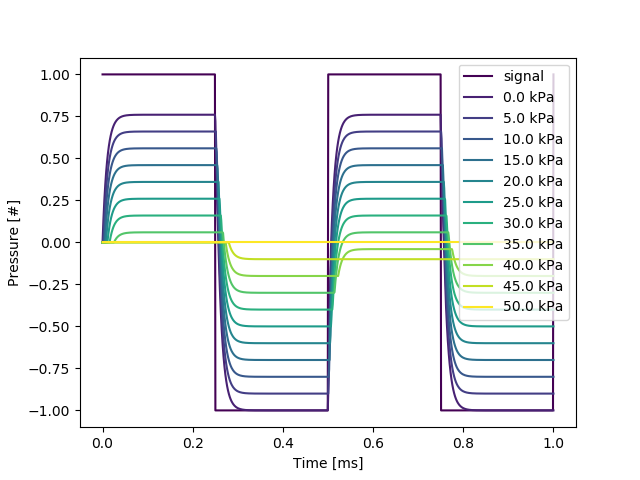 1.00
0.75
0.50
0.25
0.00
−0.25
−0.50
−0.75
−1.00
Pressure [#]
0.0
0.2
0.4
0.6
0.8
1.0
Time [ms]
signal
0.0 kPa
5.0 kPa
10.0 kPa
15.0 kPa
20.0 kPa
25.0 kPa
30.0 kPa
35.0 kPa
40.0 kPa
45.0 kPa
50.0 kPa